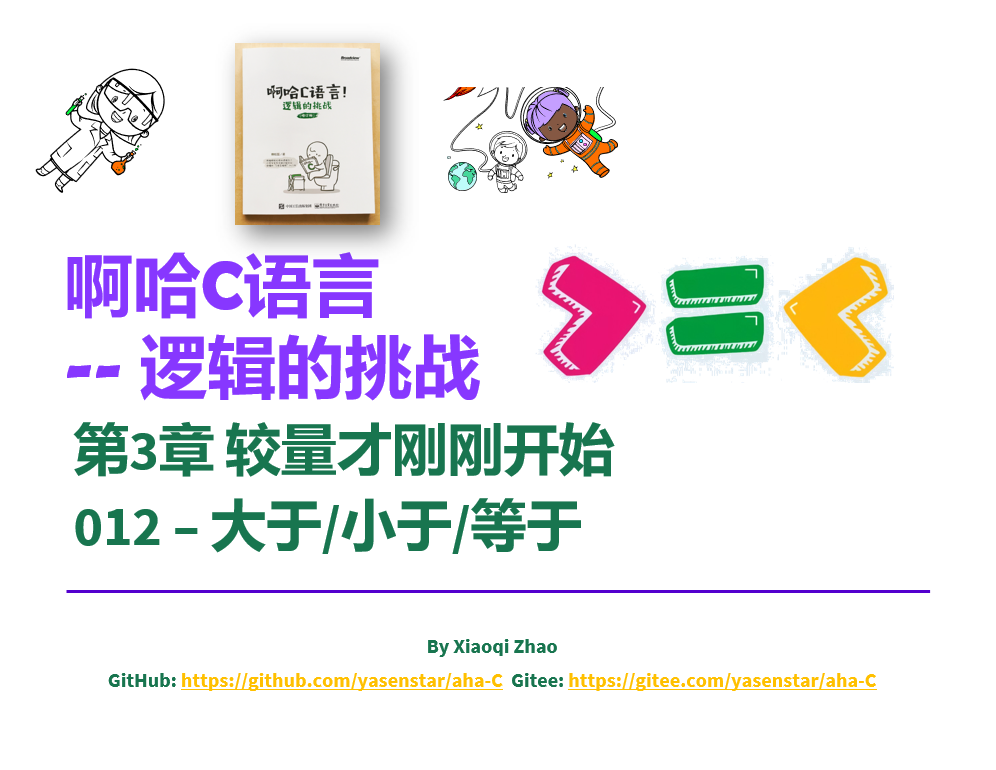 啊哈C语言!
逻辑的挑战
啊哈C语言
-- 逻辑的挑战
第3章 较量才刚刚开始
012 – 大于/小于/等于
By Xiaoqi Zhao
GitHub: https://github.com/yasenstar/aha-C Gitee: https://gitee.com/yasenstar/aha-C